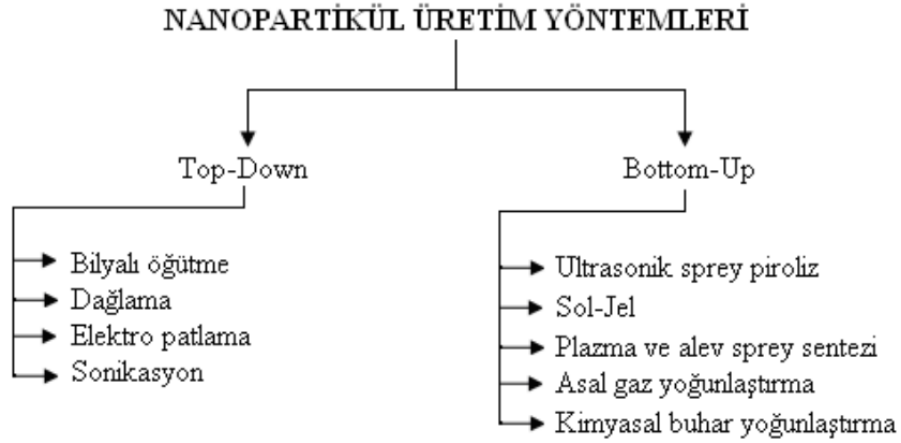 NANOPARTİKÜL ÜRETİM YÖNTEMLERİ
Top-Down
Bilyalı öğütme
Dağlama
Elektro patlama
Sonikasyon
Bottom-Up
Ultrasonik sprey piroliz
Sol-Jel
Plazma ve alev sprey sentezi
Asal gaz yoğunlaştırma
Kimyasal buhar yoğunlaştırma